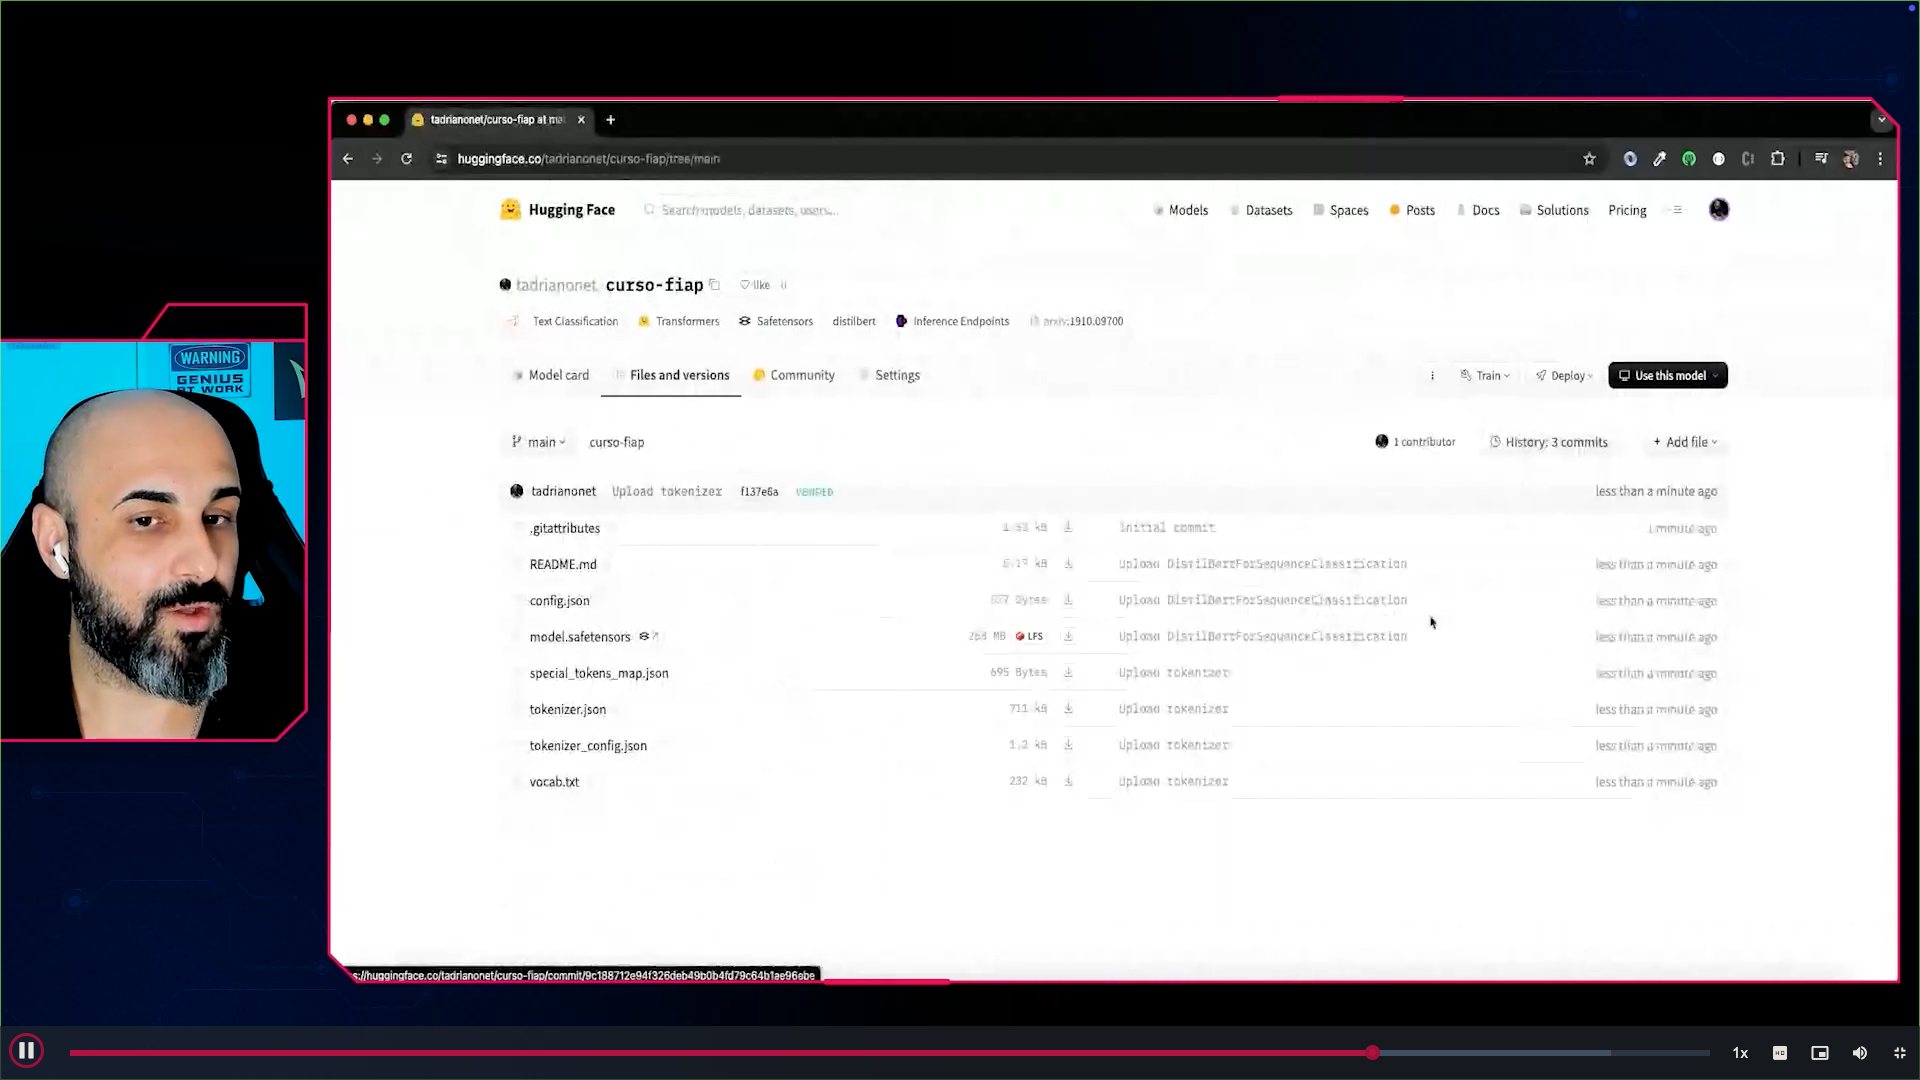 tadrianonet/curso-fiap at ma
huggingface.co/tadrianonet/curso-fiap/tree/main
Hugging Face
Search models, datasets, users...
Models
Datasets
Spaces
Posts
Docs
Solutions
Pricing
tadrianonet curso-fiap
like
Text Classification
Transformers
Safetensors
distilbert
Inference Endpoints
arxiv:1910.09700
Model card
Files and versions
Community
Settings
Train
Deploy
Use this model
main
curso-fiap
1 contributor
History: 3 commits
+ Add file
tadrianonet Upload tokenizer f137e6a VERIFIED less than a minute ago
.gitattributes 1.52 kB initial commit 1 minute ago
README.md kB Upload DistilBertForSequenceClassification less than a minute ago
config.json Bytes Upload DistilBertForSequenceClassification less than a minute ago
model.safetensors 268 MB LFS Upload DistilBertForSequenceClassification less than a minute ago
special_tokens_map.json 695 Bytes Upload tokenizer less than a minute ago
tokenizer.json 711 kB Upload tokenizer less than a minute ago
tokenizer_config.json 1.2 kB Upload tokenizer less than a minute ago
vocab.txt 232 kB Upload tokenizer less than a minute ago
s://huggingface.co/tadrianonet/curso-fiap/commit/9c188712e94f326deb49b0b4fd79c64b1ae96ebe
WARNING
GENIUS
AT WORK
1x
HD